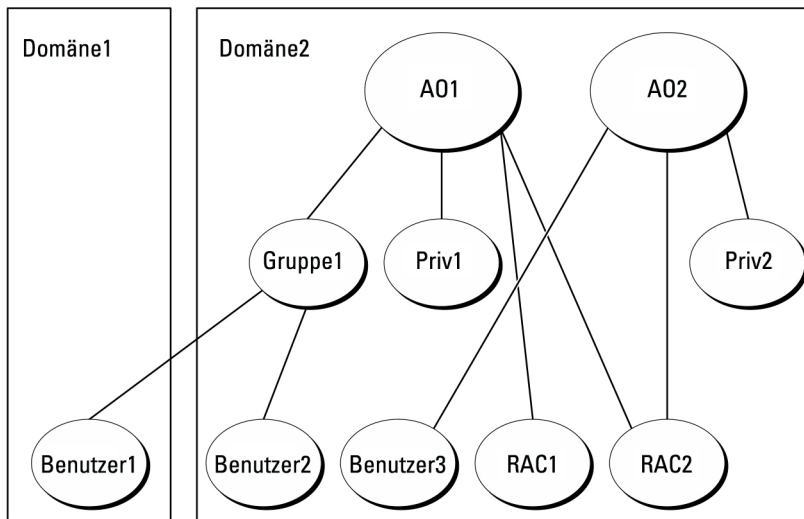 Domäne1
Domäne2
AO1
AO2
Gruppe1
Priv1
Priv2
Benutzer1
Benutzer2
Benutzer3
RAC1
RAC2